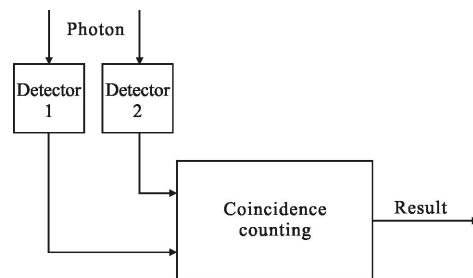 Photon
Detector
1
Detector
2
Coincidence
counting
Result